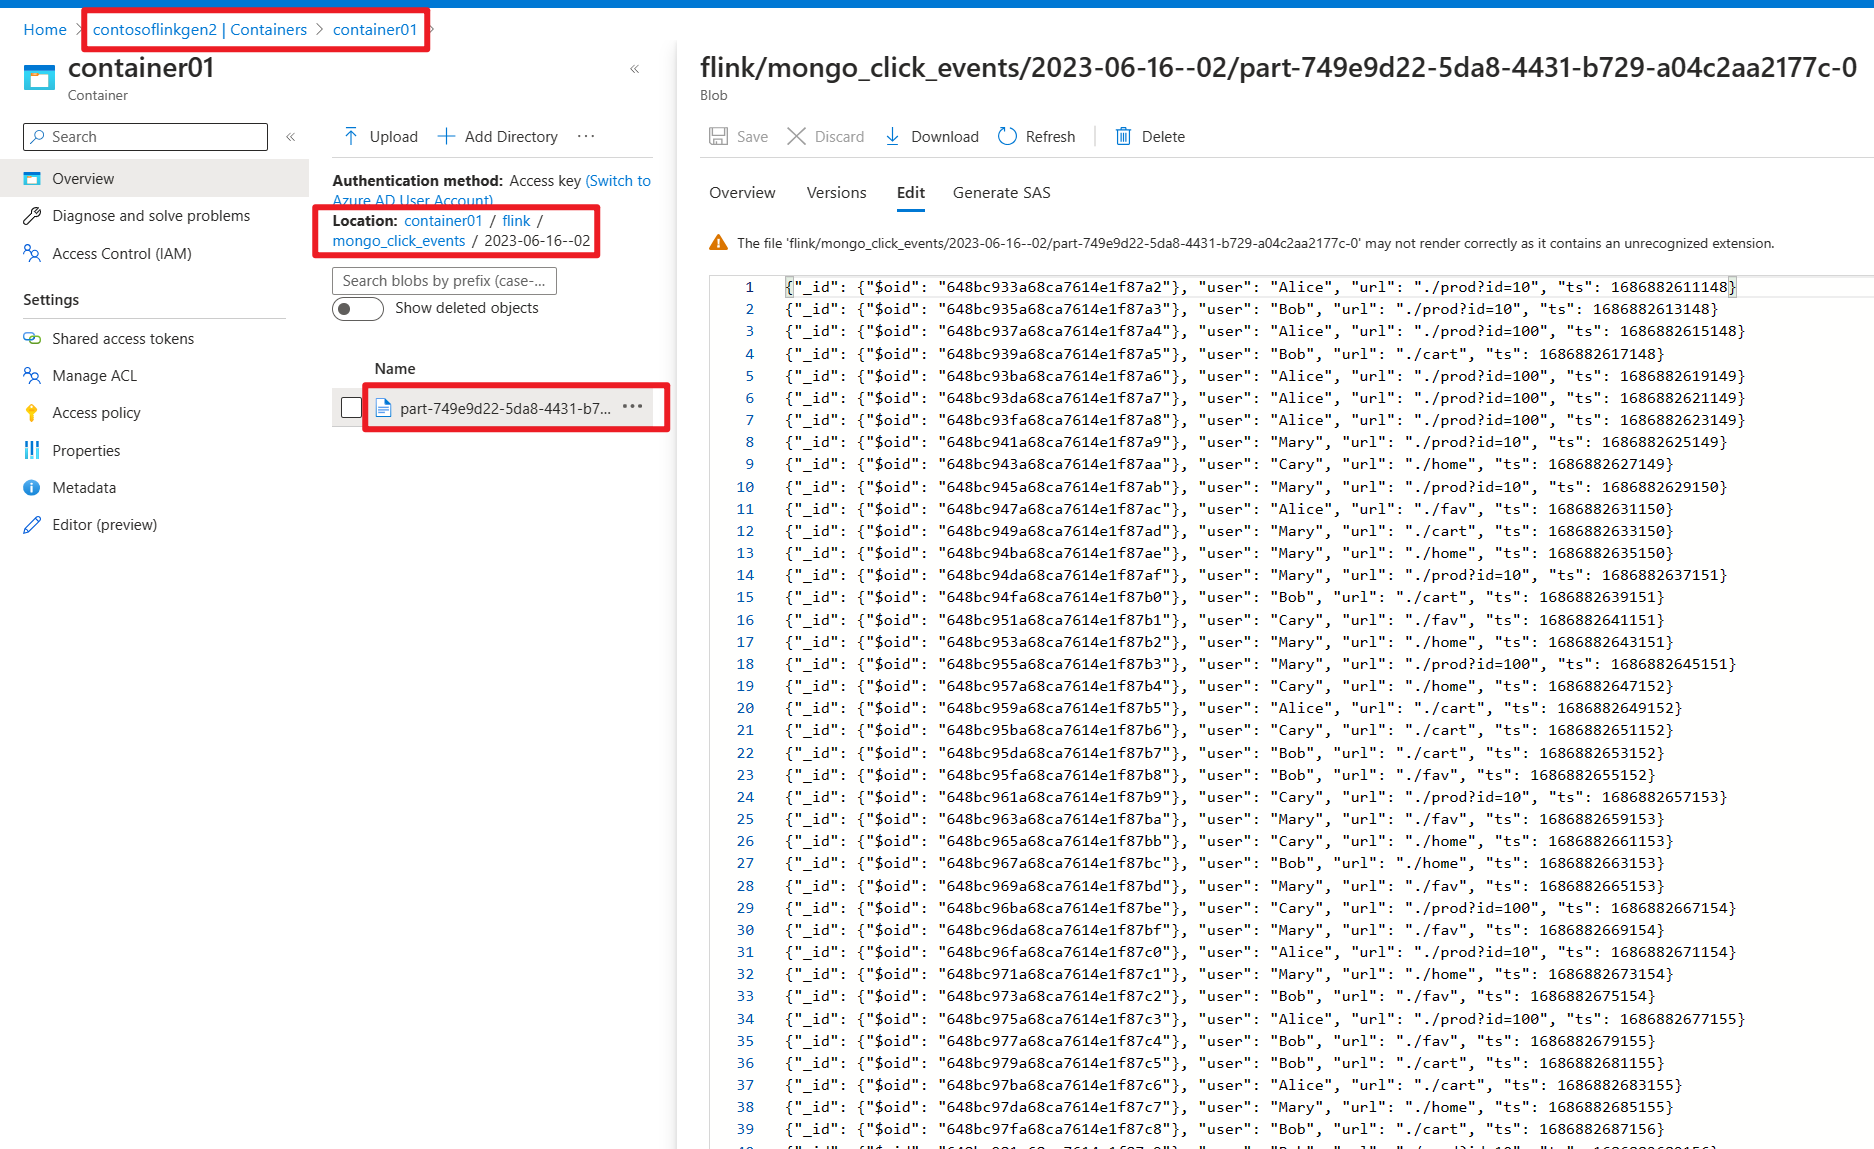 Home > contosoflinkgen2 | Containers > container01 >
container01
Container
Search
Overview
Diagnose and solve problems
Access Control (IAM)
Settings
Shared access tokens
Manage ACL
Access policy
Properties
Metadata
Editor (preview)
Upload Add Directory ...
Authentication method: Access key (Switch to
Azure AD User Account)
Location: container01 / flink /
mongo_click_events / 2023-06-16--02
Search blobs by prefix (case-...
Show deleted objects
Name
part-749e9d22-5da8-4431-b7... ...
flink/mongo_click_events/2023-06-16--02/part-749e9d22-5da8-4431-b729-a04c2aa2177c-0
Blob
Save Discard Download Refresh Delete
Overview Versions Edit Generate SAS
The file 'flink/mongo_click_events/2023-06-16--02/part-749e9d22-5da8-4431-b729-a04c2aa2177c-0' may not render correctly as it contains an unrecognized extension.
1 {"_id": {"$oid": "648bc933a68ca7614e1f87a2"}, "user": "Alice", "url": "./prod?id=10", "ts": 1686882611148}
2 {"_id": {"$oid": "648bc935a68ca7614e1f87a3"}, "user": "Bob", "url": "./prod?id=10", "ts": 1686882613148}
3 {"_id": {"$oid": "648bc937a68ca7614e1f87a4"}, "user": "Alice", "url": "./prod?id=100", "ts": 1686882615148}
4 {"_id": {"$oid": "648bc939a68ca7614e1f87a5"}, "user": "Bob", "url": "./cart", "ts": 1686882617148}
5 {"_id": {"$oid": "648bc93ba68ca7614e1f87a6"}, "user": "Alice", "url": "./prod?id=100", "ts": 1686882619149}
6 {"_id": {"$oid": "648bc93da68ca7614e1f87a7"}, "user": "Alice", "url": "./prod?id=100", "ts": 1686882621149}
7 {"_id": {"$oid": "648bc93fa68ca7614e1f87a8"}, "user": "Alice", "url": "./prod?id=100", "ts": 1686882623149}
8 {"_id": {"$oid": "648bc941a68ca7614e1f87a9"}, "user": "Mary", "url": "./prod?id=10", "ts": 1686882625149}
9 {"_id": {"$oid": "648bc943a68ca7614e1f87aa"}, "user": "Cary", "url": "./home", "ts": 1686882627149}
10 {"_id": {"$oid": "648bc945a68ca7614e1f87ab"}, "user": "Mary", "url": "./prod?id=10", "ts": 1686882629150}
11 {"_id": {"$oid": "648bc947a68ca7614e1f87ac"}, "user": "Alice", "url": "./fav", "ts": 1686882631150}
12 {"_id": {"$oid": "648bc949a68ca7614e1f87ad"}, "user": "Mary", "url": "./cart", "ts": 1686882633150}
13 {"_id": {"$oid": "648bc94ba68ca7614e1f87ae"}, "user": "Mary", "url": "./home", "ts": 1686882635150}
14 {"_id": {"$oid": "648bc94da68ca7614e1f87af"}, "user": "Mary", "url": "./prod?id=10", "ts": 1686882637151}
15 {"_id": {"$oid": "648bc94fa68ca7614e1f87b0"}, "user": "Bob", "url": "./cart", "ts": 1686882639151}
16 {"_id": {"$oid": "648bc951a68ca7614e1f87b1"}, "user": "Cary", "url": "./fav", "ts": 1686882641151}
17 {"_id": {"$oid": "648bc953a68ca7614e1f87b2"}, "user": "Mary", "url": "./home", "ts": 1686882643151}
18 {"_id": {"$oid": "648bc955a68ca7614e1f87b3"}, "user": "Mary", "url": "./prod?id=100", "ts": 1686882645151}
19 {"_id": {"$oid": "648bc957a68ca7614e1f87b4"}, "user": "Cary", "url": "./home", "ts": 1686882647152}
20 {"_id": {"$oid": "648bc959a68ca7614e1f87b5"}, "user": "Alice", "url": "./cart", "ts": 1686882649152}
21 {"_id": {"$oid": "648bc95ba68ca7614e1f87b6"}, "user": "Cary", "url": "./cart", "ts": 1686882651152}
22 {"_id": {"$oid": "648bc95da68ca7614e1f87b7"}, "user": "Bob", "url": "./cart", "ts": 1686882653152}
23 {"_id": {"$oid": "648bc95fa68ca7614e1f87b8"}, "user": "Bob", "url": "./fav", "ts": 1686882655152}
24 {"_id": {"$oid": "648bc961a68ca7614e1f87b9"}, "user": "Cary", "url": "./prod?id=10", "ts": 1686882657153}
25 {"_id": {"$oid": "648bc963a68ca7614e1f87ba"}, "user": "Mary", "url": "./fav", "ts": 1686882659153}
26 {"_id": {"$oid": "648bc965a68ca7614e1f87bb"}, "user": "Cary", "url": "./home", "ts": 1686882661153}
27 {"_id": {"$oid": "648bc967a68ca7614e1f87bc"}, "user": "Bob", "url": "./home", "ts": 1686882663153}
28 {"_id": {"$oid": "648bc969a68ca7614e1f87bd"}, "user": "Mary", "url": "./fav", "ts": 1686882665153}
29 {"_id": {"$oid": "648bc96ba68ca7614e1f87be"}, "user": "Cary", "url": "./prod?id=100", "ts": 1686882667154}
30 {"_id": {"$oid": "648bc96da68ca7614e1f87bf"}, "user": "Mary", "url": "./fav", "ts": 1686882669154}
31 {"_id": {"$oid": "648bc96fa68ca7614e1f87c0"}, "user": "Alice", "url": "./prod?id=10", "ts": 1686882671154}
32 {"_id": {"$oid": "648bc971a68ca7614e1f87c1"}, "user": "Mary", "url": "./home", "ts": 1686882673154}
33 {"_id": {"$oid": "648bc973a68ca7614e1f87c2"}, "user": "Bob", "url": "./fav", "ts": 1686882675154}
34 {"_id": {"$oid": "648bc975a68ca7614e1f87c3"}, "user": "Alice", "url": "./prod?id=100", "ts": 1686882677155}
35 {"_id": {"$oid": "648bc977a68ca7614e1f87c4"}, "user": "Bob", "url": "./fav", "ts": 1686882679155}
36 {"_id": {"$oid": "648bc979a68ca7614e1f87c5"}, "user": "Bob", "url": "./cart", "ts": 1686882681155}
37 {"_id": {"$oid": "648bc97ba68ca7614e1f87c6"}, "user": "Alice", "url": "./cart", "ts": 1686882683155}
38 {"_id": {"$oid": "648bc97da68ca7614e1f87c7"}, "user": "Mary", "url": "./home", "ts": 1686882685155}
39 {"_id": {"$oid": "648bc97fa68ca7614e1f87c8"}, "user": "Bob", "url": "./cart", "ts": 1686882687156}